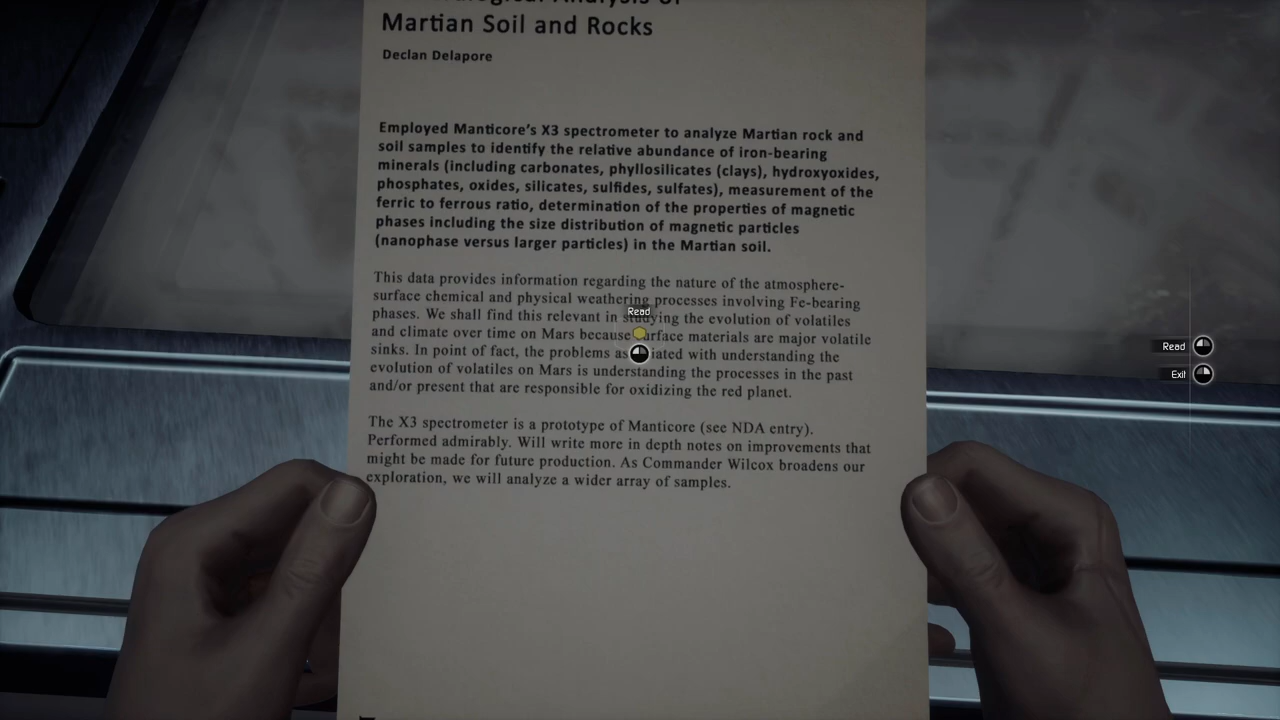 Analysis of
Martian Soil and Rocks
Declan Delapore
Employed Manticore's X3 spectrometer to analyze Martian rock and
soil samples to identify the relative abundance of iron-bearing
minerals (including carbonates, phyllosilicates (clays), hydroxyoxides,
phosphates, oxides, silicates, sulfides, sulfates), measurement of the
ferric to ferrous ratio, determination of the properties of magnetic
phases including the size distribution of magnetic particles
(nanophase versus larger particles) in the Martian soil.
This data provides information regarding the nature of the atmosphere-
surface chemical and physical weathering processes involving Fe-bearing
phases. We shall find this relevant in studying the evolution of volatiles
and climate over time on Mars because surface materials are major volatile
sinks. In point of fact, the problems associated with understanding the
evolution of volatiles on Mars is understanding the processes in the past
and/or present that are responsible for oxidizing the red planet.
The X3 spectrometer is a prototype of Manticore (see NDA entry).
Performed admirably. Will write more in depth notes on improvements that
might be made for future production. As Commander Wilcox broadens our
exploration, we will analyze a wider array of samples.
Read
Read
Exit